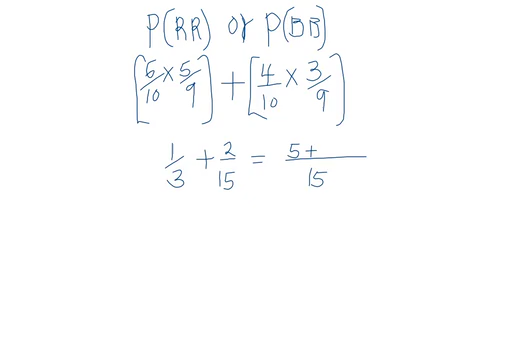 P(RR) or P(BB)
[6/10 × 5/9] + [4/10 × 3/9]
1/3 + 2/15 = 5+/15